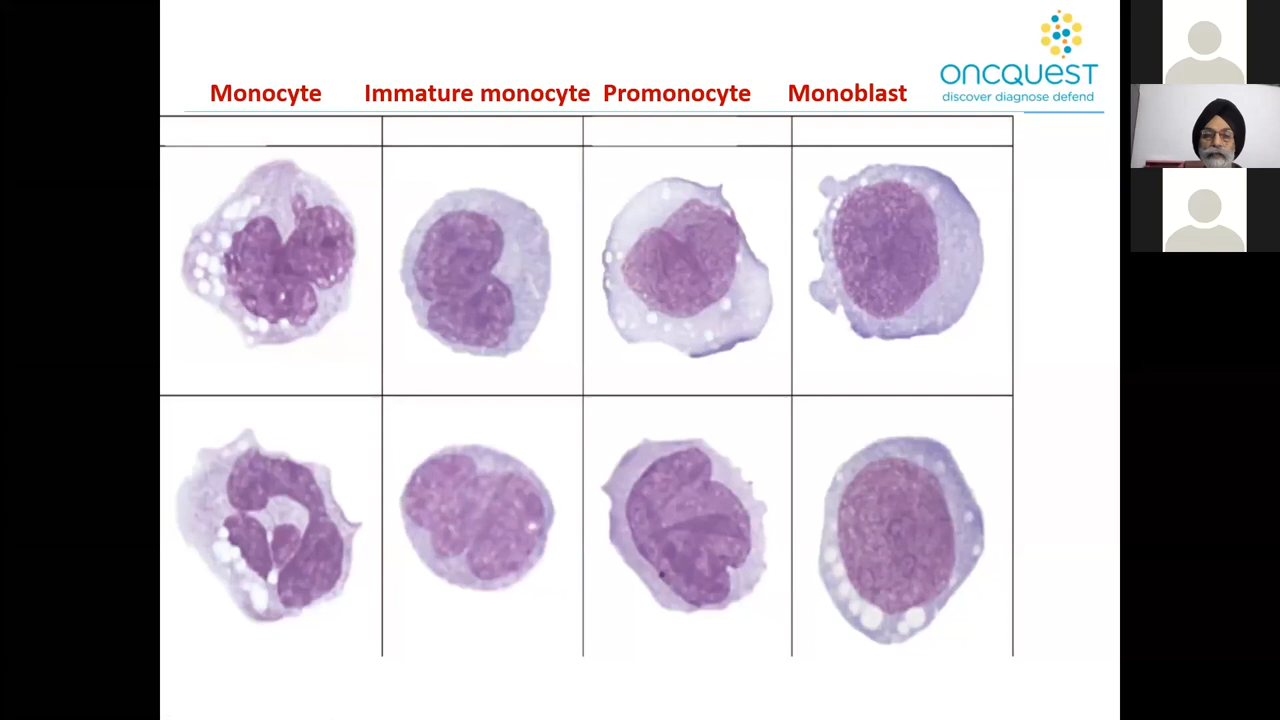 oncquest
discover diagnose defend
Monocyte Immature monocyte Promonocyte Monoblast